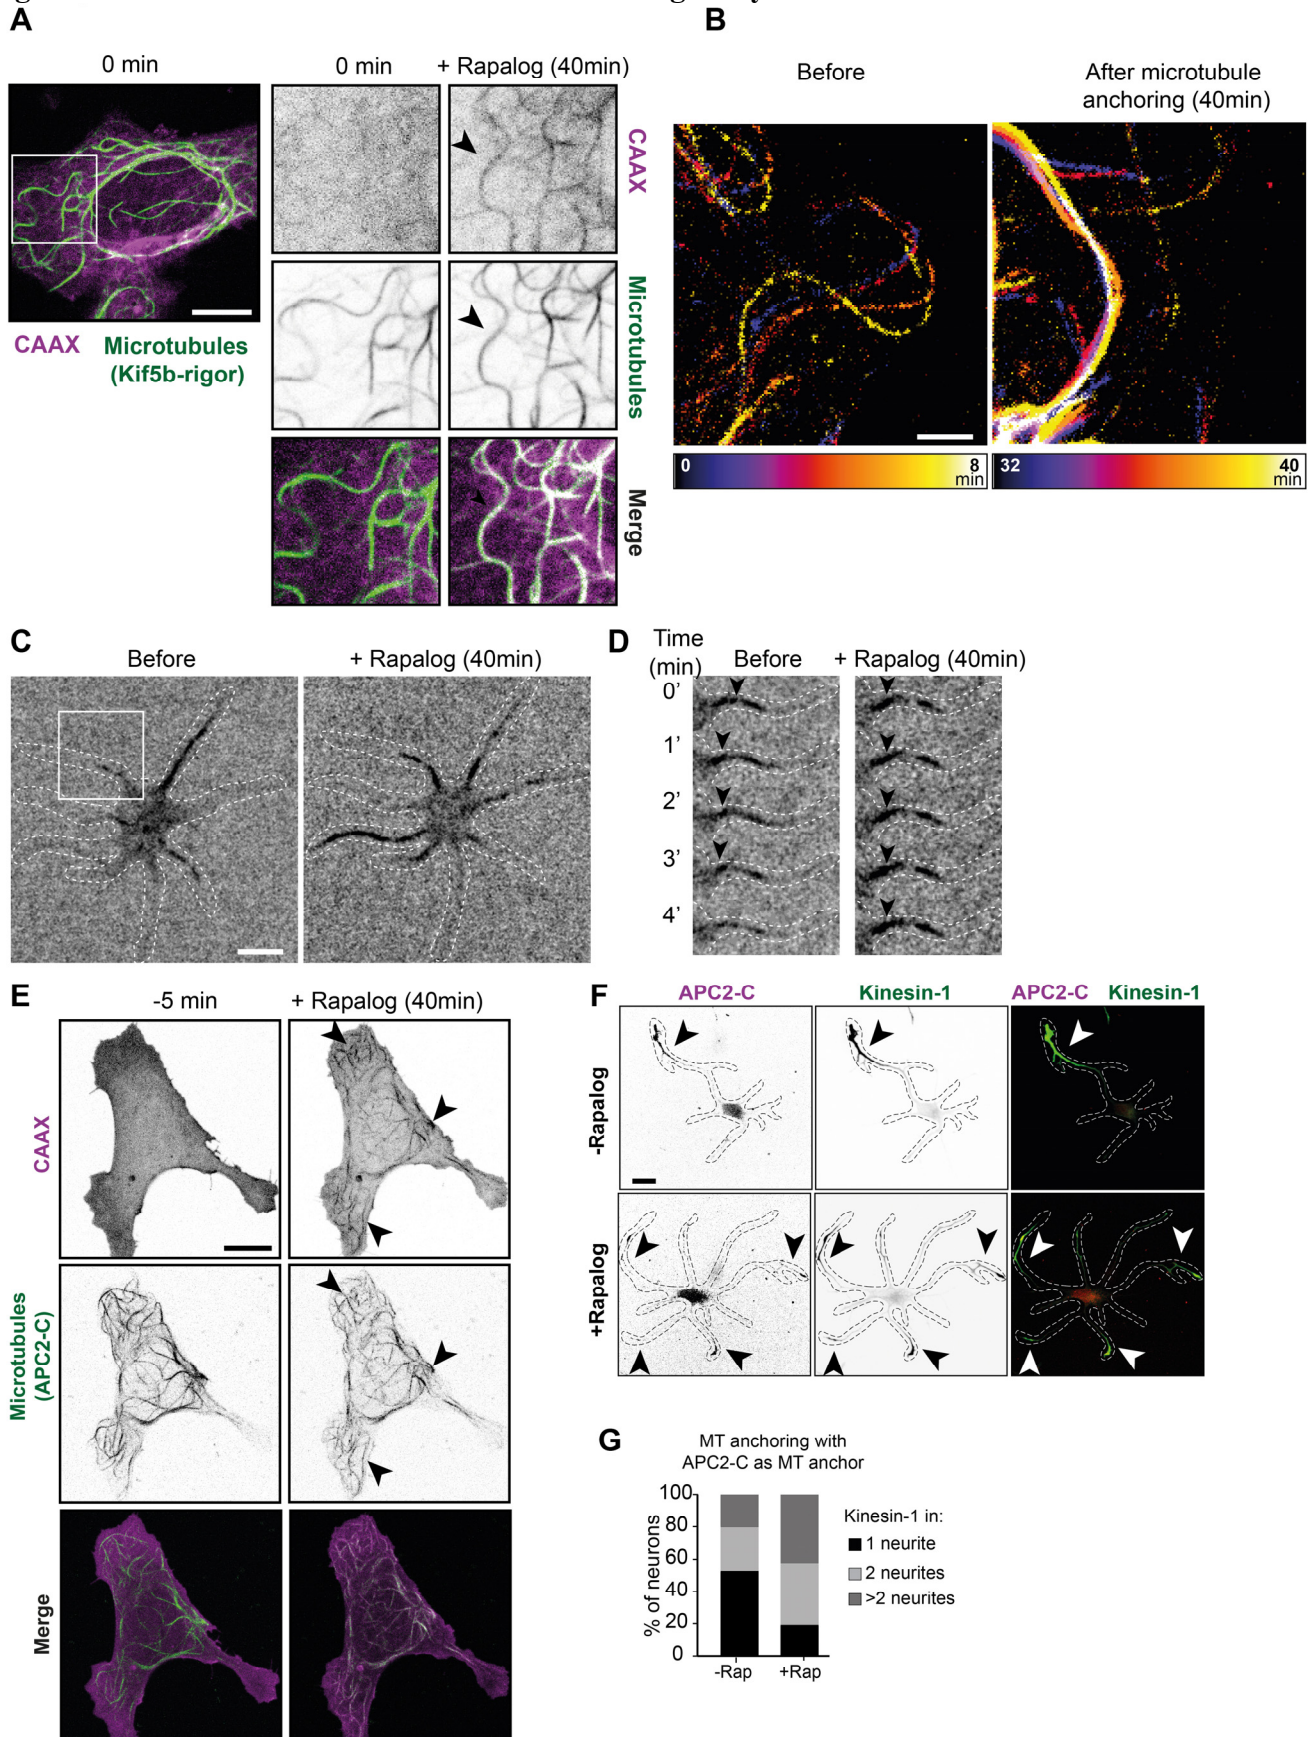 A
0 min
0 min
+ Rapalog (40min)
CAAX
Microtubules
(Kif5b-rigor)
CAAX
Microtubules
Merge
B
Before
After microtubule
anchoring (40min)
0
8
min
32
40
min
C
Before
+ Rapalog (40min)
D
Time
(min)
Before
+ Rapalog (40min)
0’
1’
2’
3’
4’
E
-5 min
+ Rapalog (40min)
CAAX
Microtubules
(APC2-C)
Merge
F
APC2-C
Kinesin-1
APC2-C Kinesin-1
-Rapalog
+Rapalog
G
MT anchoring with
APC2-C as MT anchor
% of neurons
100
80
60
40
20
0
-Rap
+Rap
Kinesin-1 in:
1 neurite
2 neurites
>2 neurites